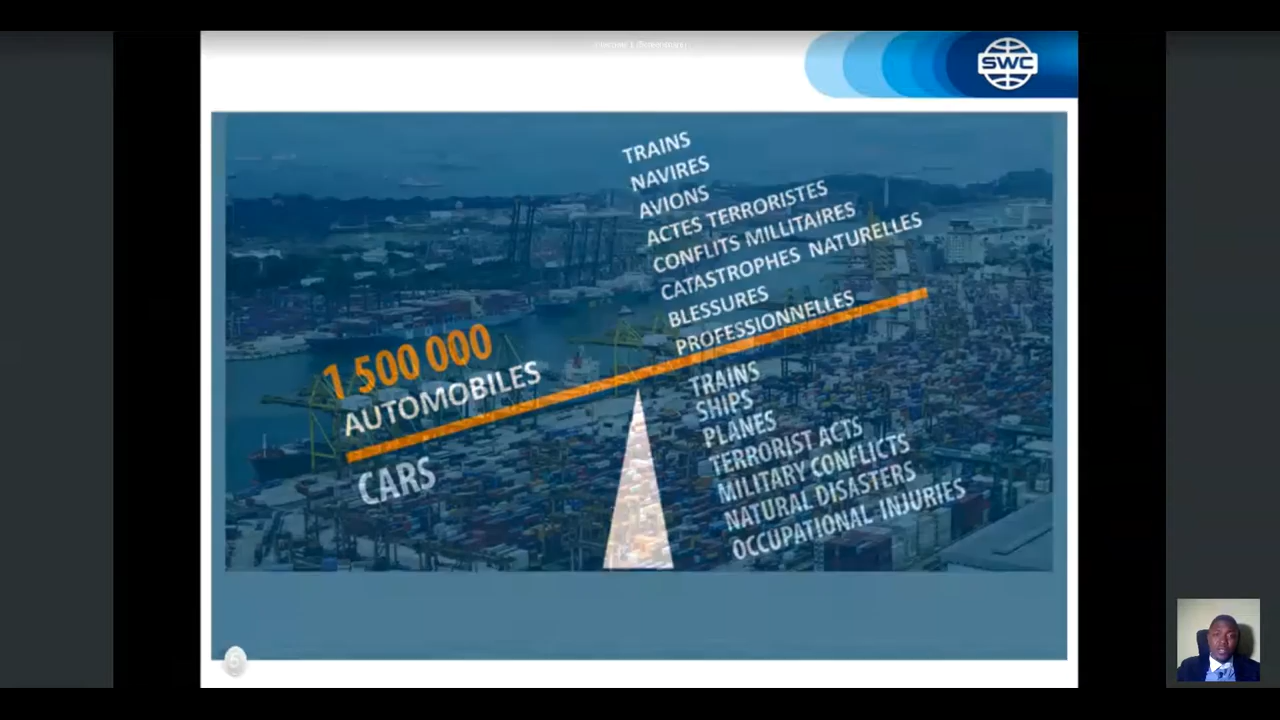 SWC
TRAINS
NAVIRES
AVIONS
ACTES TERRORISTES
CONFLITS MILLITAIRES
CATASTROPHES NATURELLES
BLESSURES
PROFESSIONNELLES
1 500 000
AUTOMOBILES
CARS
TRAINS
SHIPS
PLANES
TERRORIST ACTS
MILITARY CONFLICTS
NATURAL DISASTERS
OCCUPATIONAL INJURIES
5